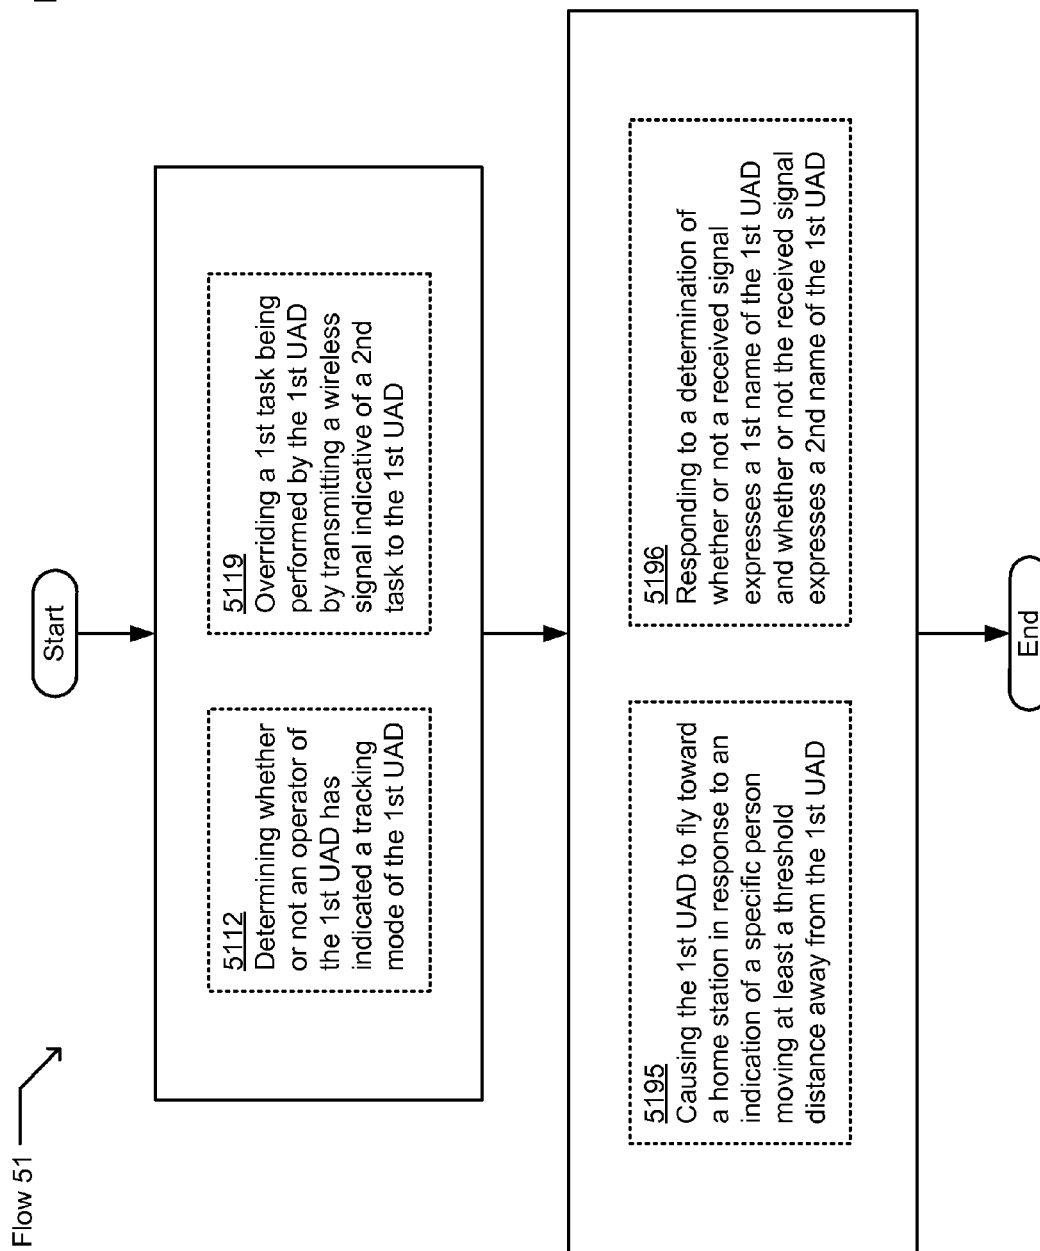 Flow 51
Start
5112
Determining whether
or not an operator of
the 1st UAD has
indicated a tracking
mode of the 1st UAD
5119
Overriding a 1st task being
performed by the 1st UAD
by transmitting a wireless
signal indicative of a 2nd
task to the 1st UAD
5195
Causing the 1st UAD to fly toward
a home station in response to an
indication of a specific person
moving at least a threshold
distance away from the 1st UAD
5196
Responding to a determination of
whether or not a received signal
expresses a 1st name of the 1st UAD
and whether or not the received signal
expresses a 2nd name of the 1st UAD
End